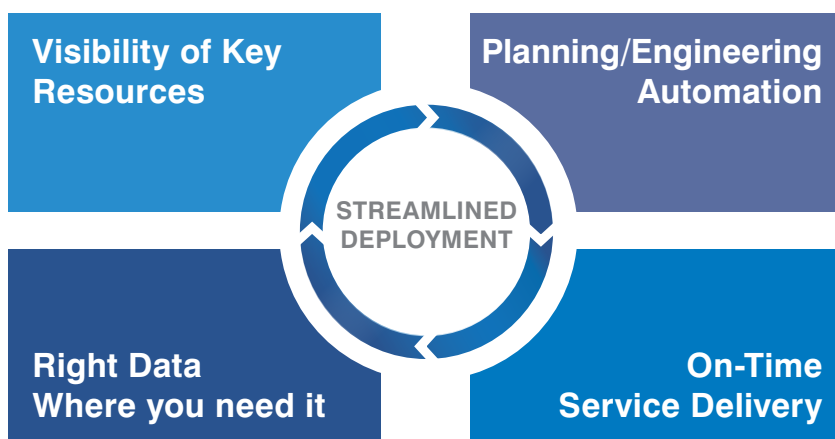 Visibility of Key
Resources
Planning/Engineering
Automation
STREAMLINED
DEPLOYMENT
Right Data
Where you need it
On-Time
Service Delivery